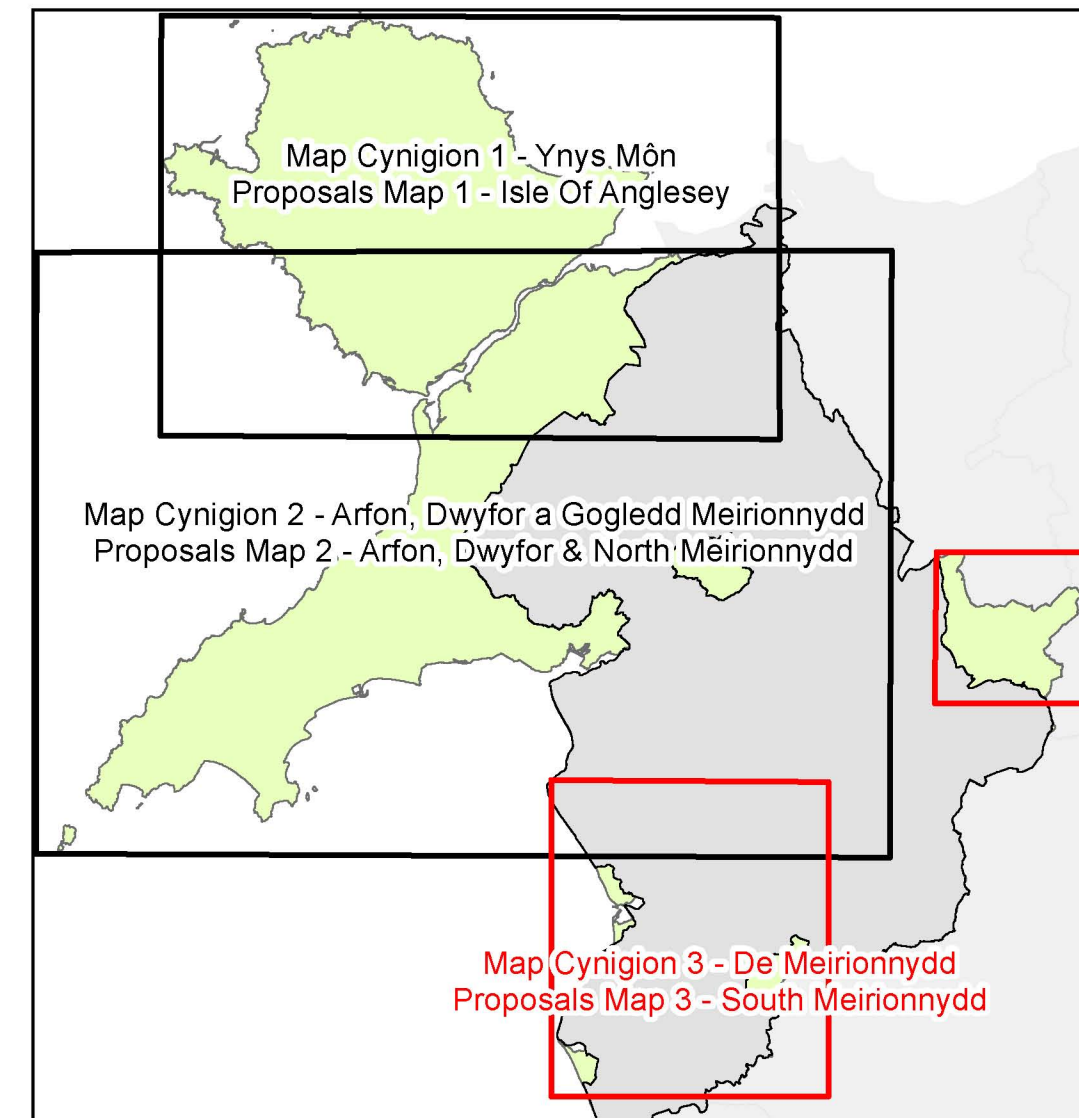 Map Cynigion 1 - Ynys Môn
Proposals Map 1 - Isle Of Anglesey
Map Cynigion 2 - Arfon, Dwyfor a Gogledd Meirionnydd
Proposals Map 2 - Arfon, Dwyfor & North Meirionnydd
Map Cynigion 3 - De Meirionnydd
Proposals Map 3 - South Meirionnydd